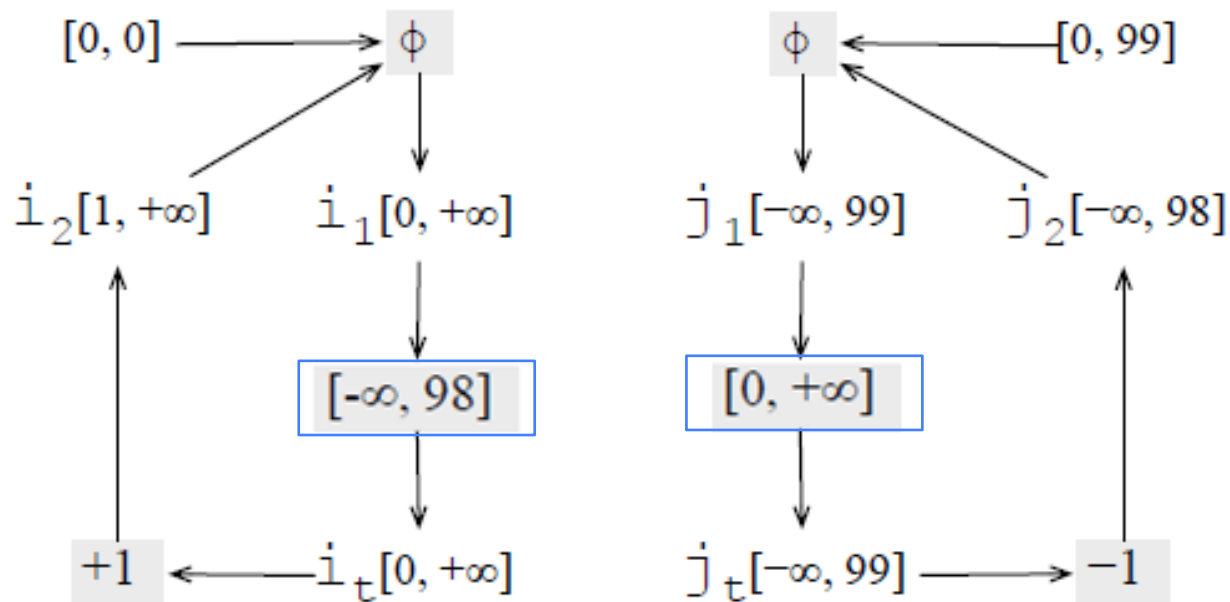 [0, 0] ϕ ϕ [0, 99]
i₂[1, +∞] i₁[0, +∞] j₁[−∞, 99] j₂[−∞, 98]
[-∞, 98] [0, +∞]
+1 iₜ[0, +∞] jₜ[−∞, 99] −1